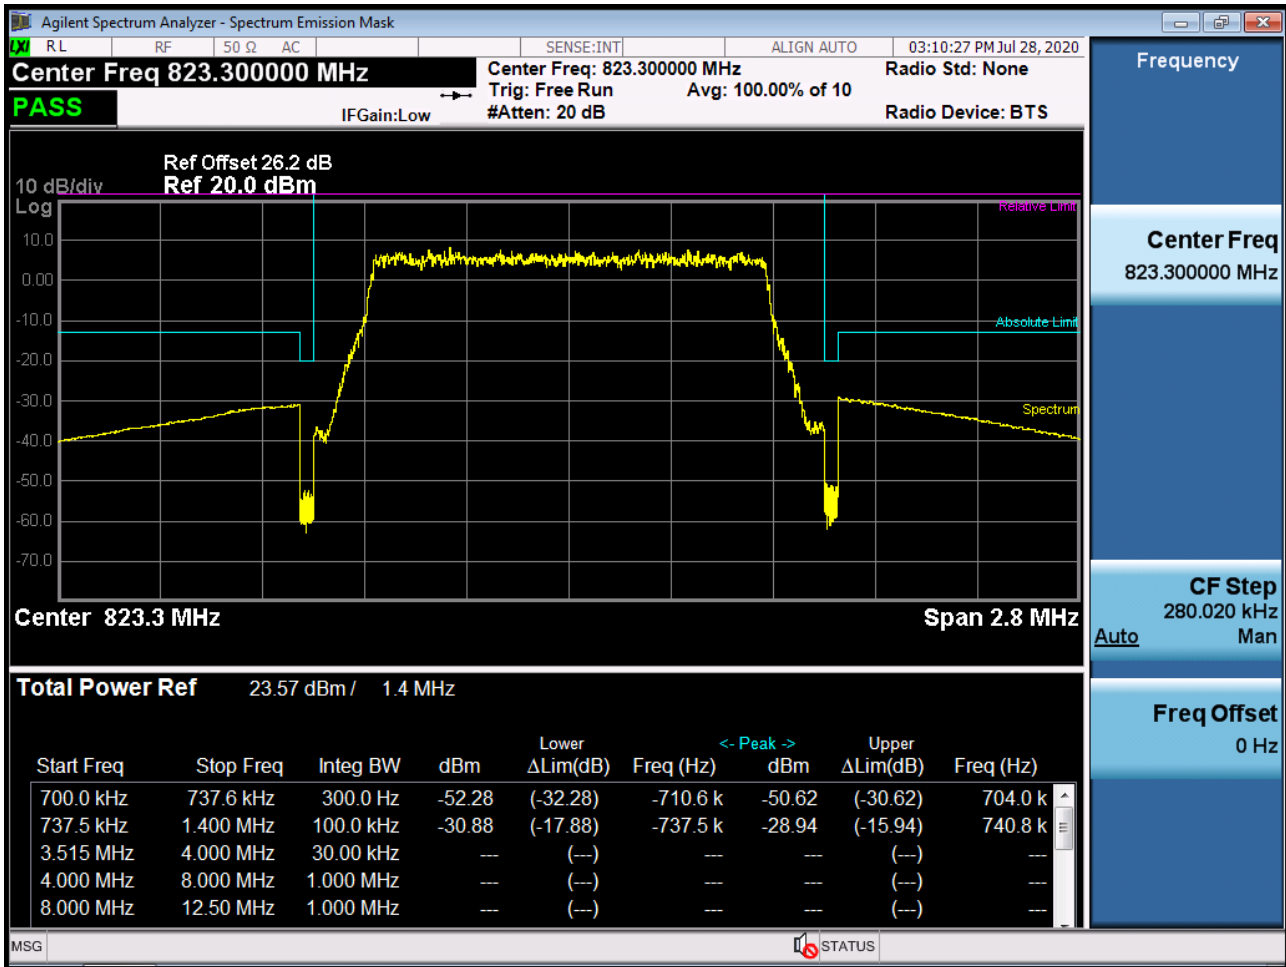 Agilent Spectrum Analyzer - Spectrum Emission Mask
LXI RL RF 50 Ω AC SENSE:INT ALIGN AUTO 03:10:27 PM Jul 28, 2020
Center Freq 823.300000 MHz
Center Freq: 823.300000 MHz
Radio Std: None
Trig: Free Run
Avg: 100.00% of 10
PASS
IFGain:Low
#Atten: 20 dB
Radio Device: BTS
Ref Offset 26.2 dB
10 dB/div Ref 20.0 dBm
Log
Relative Limit
10.0
0.00
-10.0
Absolute Limit
-20.0
-30.0
Spectrum
-40.0
-50.0
-60.0
-70.0
Center 823.3 MHz
Span 2.8 MHz
Total Power Ref 23.57 dBm / 1.4 MHz
Lower <- Peak -> Upper
Start Freq Stop Freq Integ BW dBm ΔLim(dB) Freq (Hz) dBm ΔLim(dB) Freq (Hz)
700.0 kHz 737.6 kHz 300.0 Hz -52.28 (-32.28) -710.6 k -50.62 (-30.62) 704.0 k
737.5 kHz 1.400 MHz 100.0 kHz -30.88 (-17.88) -737.5 k -28.94 (-15.94) 740.8 k
3.515 MHz 4.000 MHz 30.00 kHz --- (---) --- --- (---) ---
4.000 MHz 8.000 MHz 1.000 MHz --- (---) --- --- (---) ---
8.000 MHz 12.50 MHz 1.000 MHz --- (---) --- --- (---) ---
MSG
STATUS
Frequency
Center Freq
823.300000 MHz
CF Step
280.020 kHz
Auto Man
Freq Offset
0 Hz